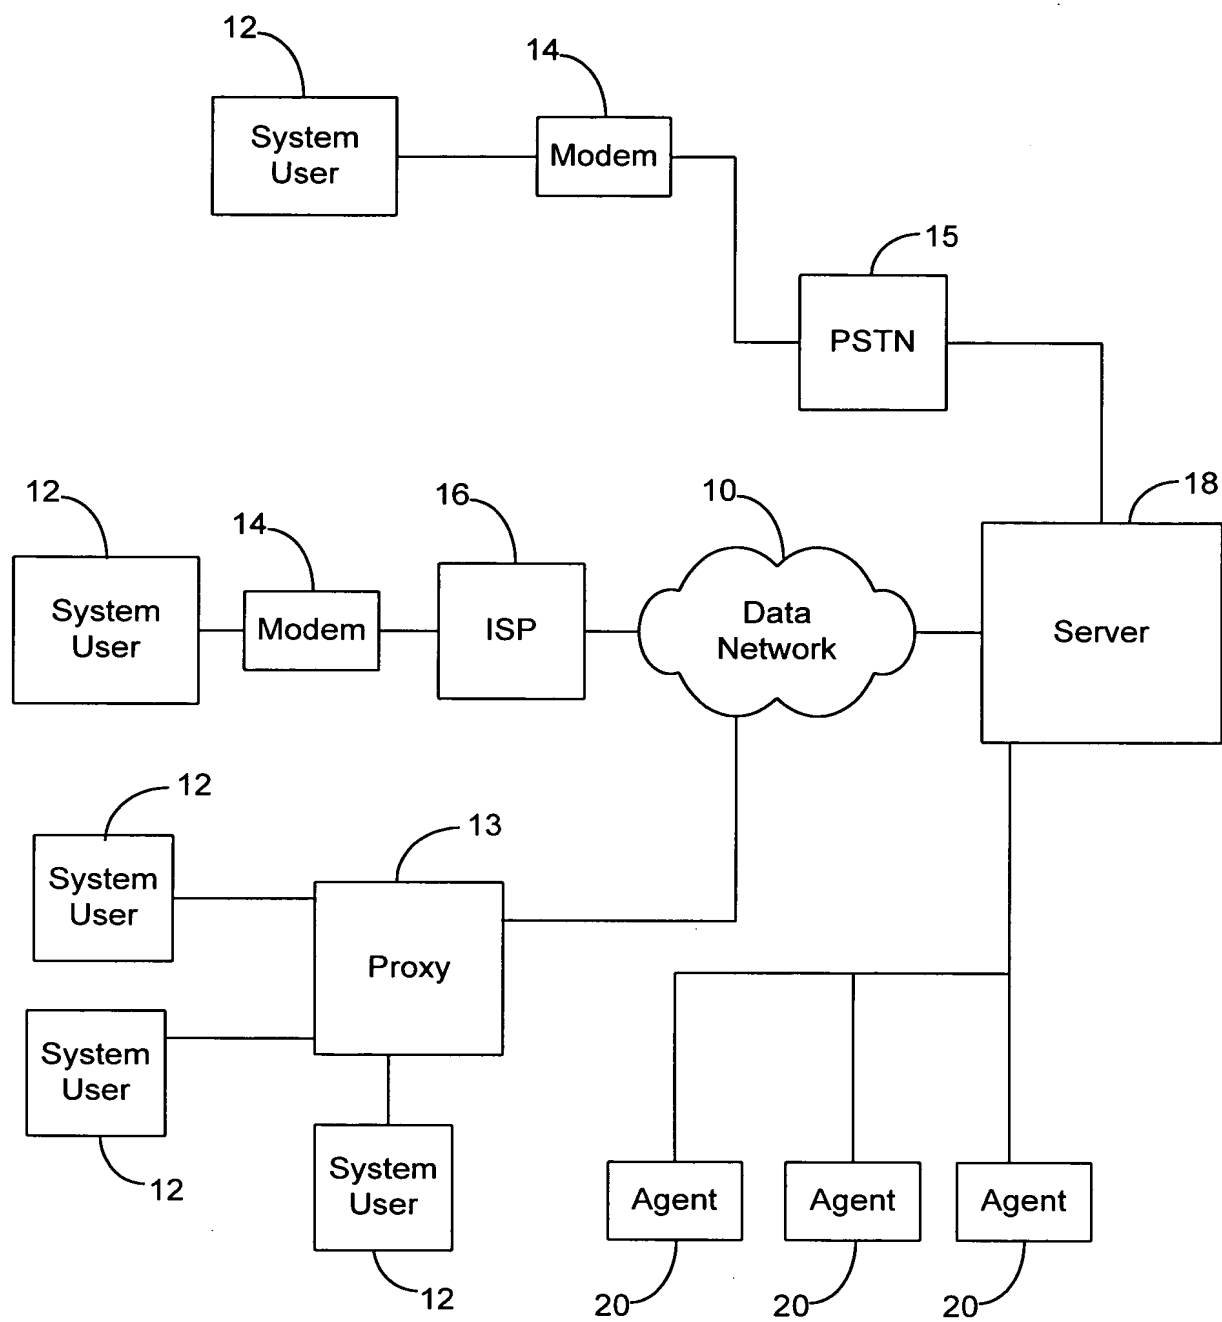 12
14
System
User
Modem
15
PSTN
12
14
16
10
18
System
User
Modem
ISP
Data
Network
Server
12
13
System
User
Proxy
System
User
12
System
User
12
Agent
Agent
Agent
20
20
20